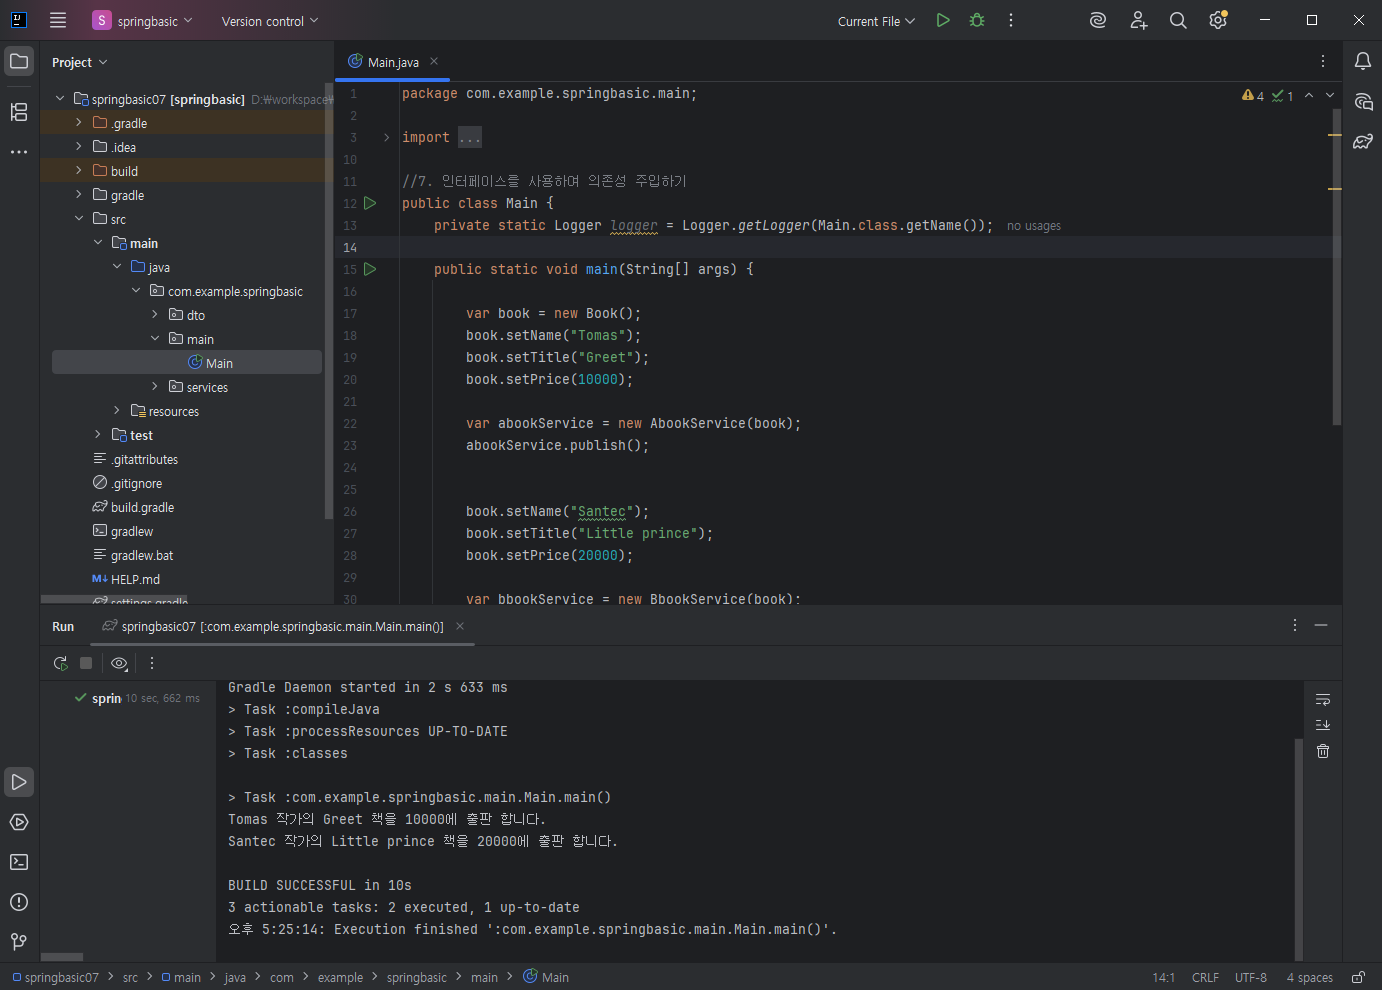 S springbasic Version control Current File
Project
Main.java
springbasic07 [springbasic] D:₩workspace₩
.gradle
.idea
build
gradle
src
main
java
com.example.springbasic
dto
main
Main
services
resources
test
.gitattributes
.gitignore
build.gradle
gradlew
gradlew.bat
M↓ HELP.md
settings.gradle
4 1
1 package com.example.springbasic.main;
2
3 import ...
10
11 //7. 인터페이스를 사용하여 의존성 주입하기
12 public class Main {
13 private static Logger logger = Logger.getLogger(Main.class.getName()); no usages
14
15 public static void main(String[] args) {
16
17 var book = new Book();
18 book.setName("Tomas");
19 book.setTitle("Greet");
20 book.setPrice(10000);
21
22 var abookService = new AbookService(book);
23 abookService.publish();
24
25
26 book.setName("Santec");
27 book.setTitle("Little prince");
28 book.setPrice(20000);
29
30 var bbookService = new BbookService(book);
Run springbasic07 [:com.example.springbasic.main.Main.main()]
sprin 10 sec, 662 ms
Gradle Daemon started in 2 s 633 ms
> Task :compileJava
> Task :processResources UP-TO-DATE
> Task :classes
> Task :com.example.springbasic.main.Main.main()
Tomas 작가의 Greet 책을 10000에 출판 합니다.
Santec 작가의 Little prince 책을 20000에 출판 합니다.
BUILD SUCCESSFUL in 10s
3 actionable tasks: 2 executed, 1 up-to-date
오후 5:25:14: Execution finished ':com.example.springbasic.main.Main.main()'.
springbasic07 > src > main > java > com > example > springbasic > main > Main 14:1 CRLF UTF-8 4 spaces